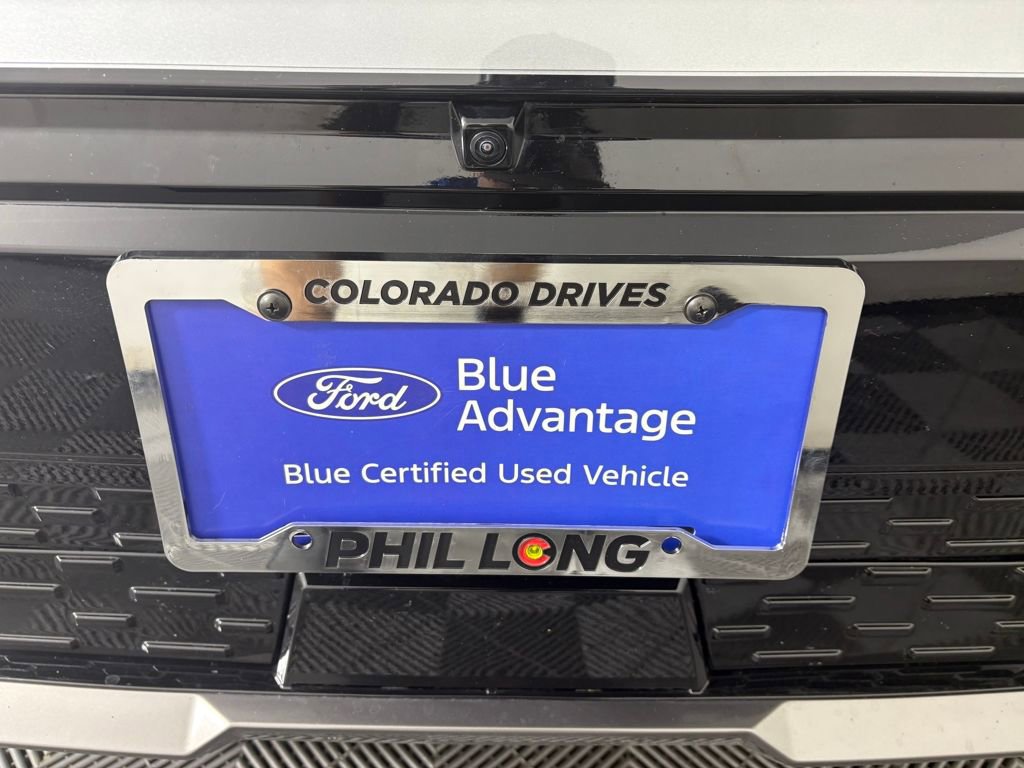 COLORADO DRIVES
Ford
Blue
Advantage
Blue Certified Used Vehicle
PHIL LONG